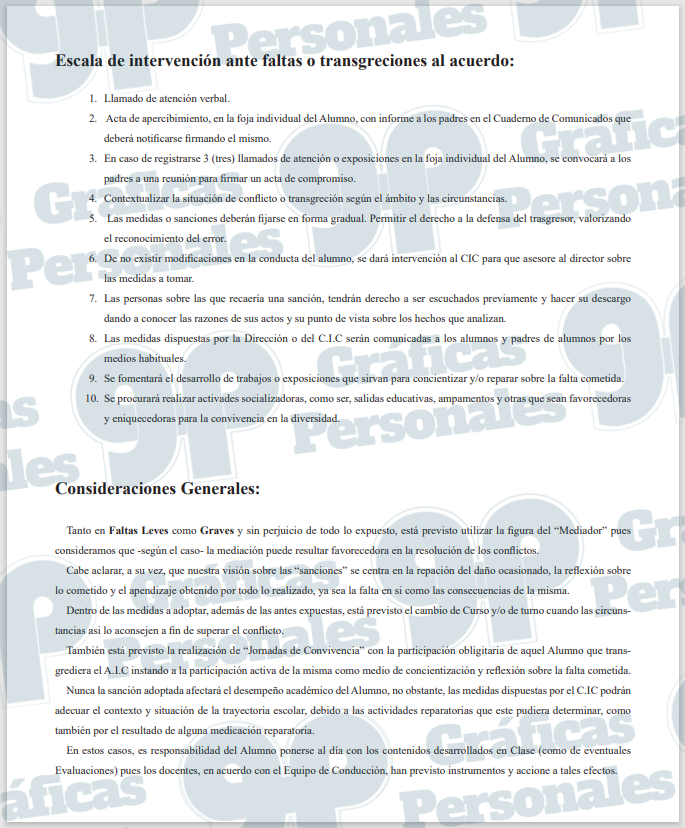 Escala de intervención ante faltas o transgreciones al acuerdo:
1. Llamado de atención verbal.
2. Acta de apercibimiento, en la foja individual del Alumno, con informe a los padres en el Cuaderno de Comunicados que
deberá notificarse firmando el mismo.
3. En caso de registrarse 3 (tres) llamados de atención o exposiciones en la foja individual del Alumno, se convocará a los
padres a una reunión para firmar un acta de compromiso.
4. Contextualizar la situación de conflicto o transgreción según el ámbito y las circunstancias.
5. Las medidas o sanciones deberán fijarse en forma gradual. Permitir el derecho a la defensa del trasgresor, valorizando
el reconocimiento del error.
6. De no existir modificaciones en la conducta del alumno, se dará intervención al CIC para que asesore al director sobre
las medidas a tomar.
7. Las personas sobre las que recaería una sanción, tendrán derecho a ser escuchados previamente y hacer su descargo
dando a conocer las razones de sus actos y su punto de vista sobre los hechos que analizan.
8. Las medidas dispuestas por la Dirección o del C.I.C serán comunicadas a los alumnos y padres de alumnos por los
medios habituales.
9. Se fomentará el desarrollo de trabajos o exposiciones que sirvan para concientizar y/o reparar sobre la falta cometida.
10. Se procurará realizar activades socializadoras, como ser, salidas educativas, ampamentos y otras que sean favorecedoras
y eniquecedoras para la convivencia en la diversidad.
Consideraciones Generales:
Tanto en Faltas Leves como Graves y sin perjuicio de todo lo expuesto, está previsto utilizar la figura del “Mediador” pues
consideramos que -según el caso- la mediación puede resultar favorecedora en la resolución de los conflictos.
Cabe aclarar, a su vez, que nuestra visión sobre las “sanciones” se centra en la repación del daño ocasionado, la reflexión sobre
lo cometido y el apendizaje obtenido por todo lo realizado, ya sea la falta en si como las consecuencias de la misma.
Dentro de las medidas a adoptar, además de las antes expuestas, está previsto el cambio de Curso y/o de turno cuando las circuns-
tancias asi lo aconsejen a fin de superar el conflicto.
También está previsto la realización de “Jornadas de Convivencia” con la participación obligitaria de aquel Alumno que trans-
grediera el A.I.C instando a la participación activa de la misma como medio de concientización y reflexión sobre la falta cometida.
Nunca la sanción adoptada afectará el desempeño académico del Alumno, no obstante, las medidas dispuestas por el C.IC podrán
adecuar el contexto y situación de la trayectoria escolar, debido a las actividades reparatorias que este pudiera determinar, como
también por el resultado de alguna medicación reparatoria.
En estos casos, es responsabilidad del Alumno ponerse al día con los contenidos desarrollados en Clase (como de eventuales
Evaluaciones) pues los docentes, en acuerdo con el Equipo de Conducción, han previsto instrumentos y accione a tales efectos.
gp Gráficas Personales